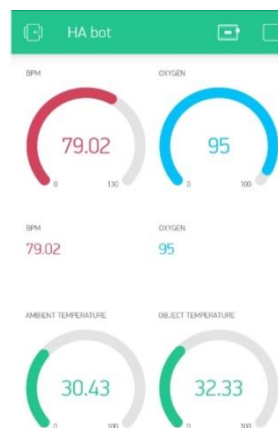 HA bot
BPM
OXYGEN
79.02
95
0 130
0 100
BPM
OXYGEN
79.02
95
AMBIENT TEMPERATURE
OBJECT TEMPERATURE
30.43
32.33
0 100
0 100